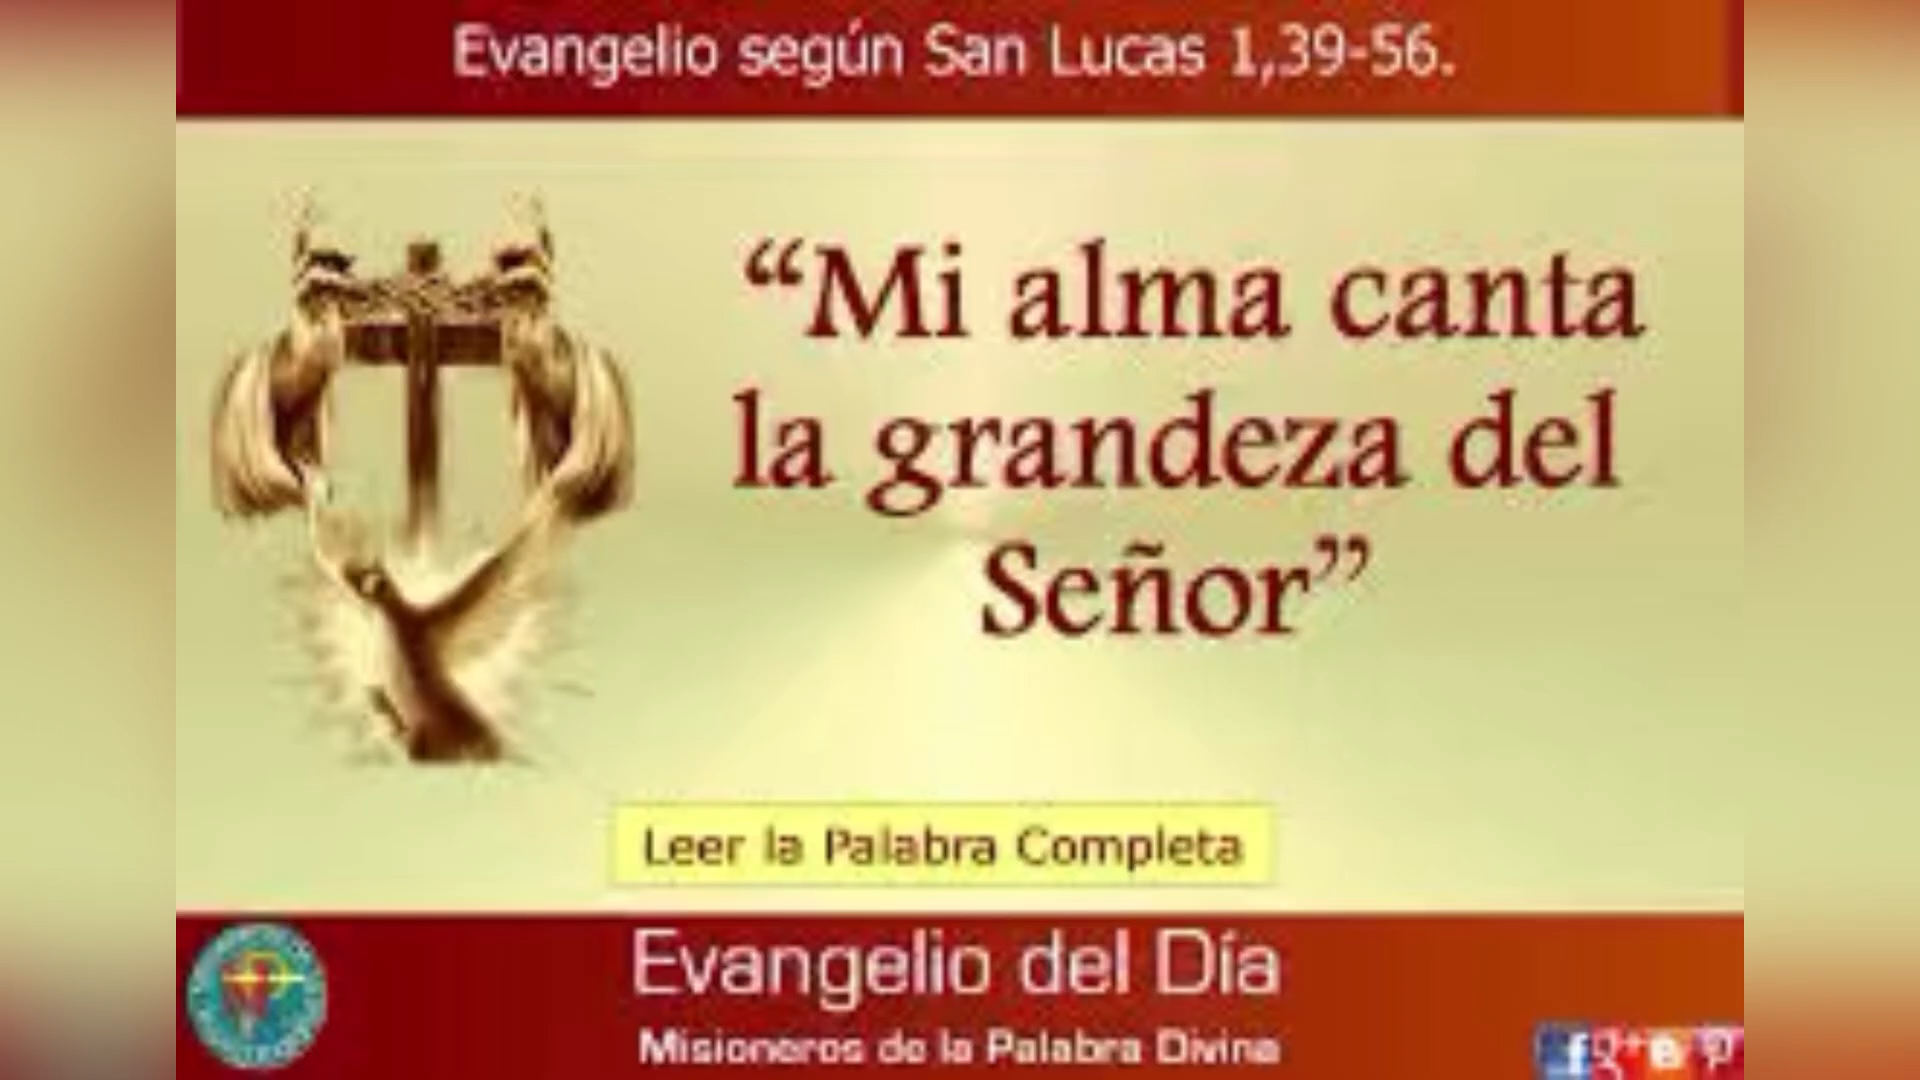 Evangelio según San Lucas 1,39-56.
“Mi alma canta
la grandeza del
Señor”
Leer la Palabra Completa
Evangelio del Día
Misioneros de la Palabra Divina